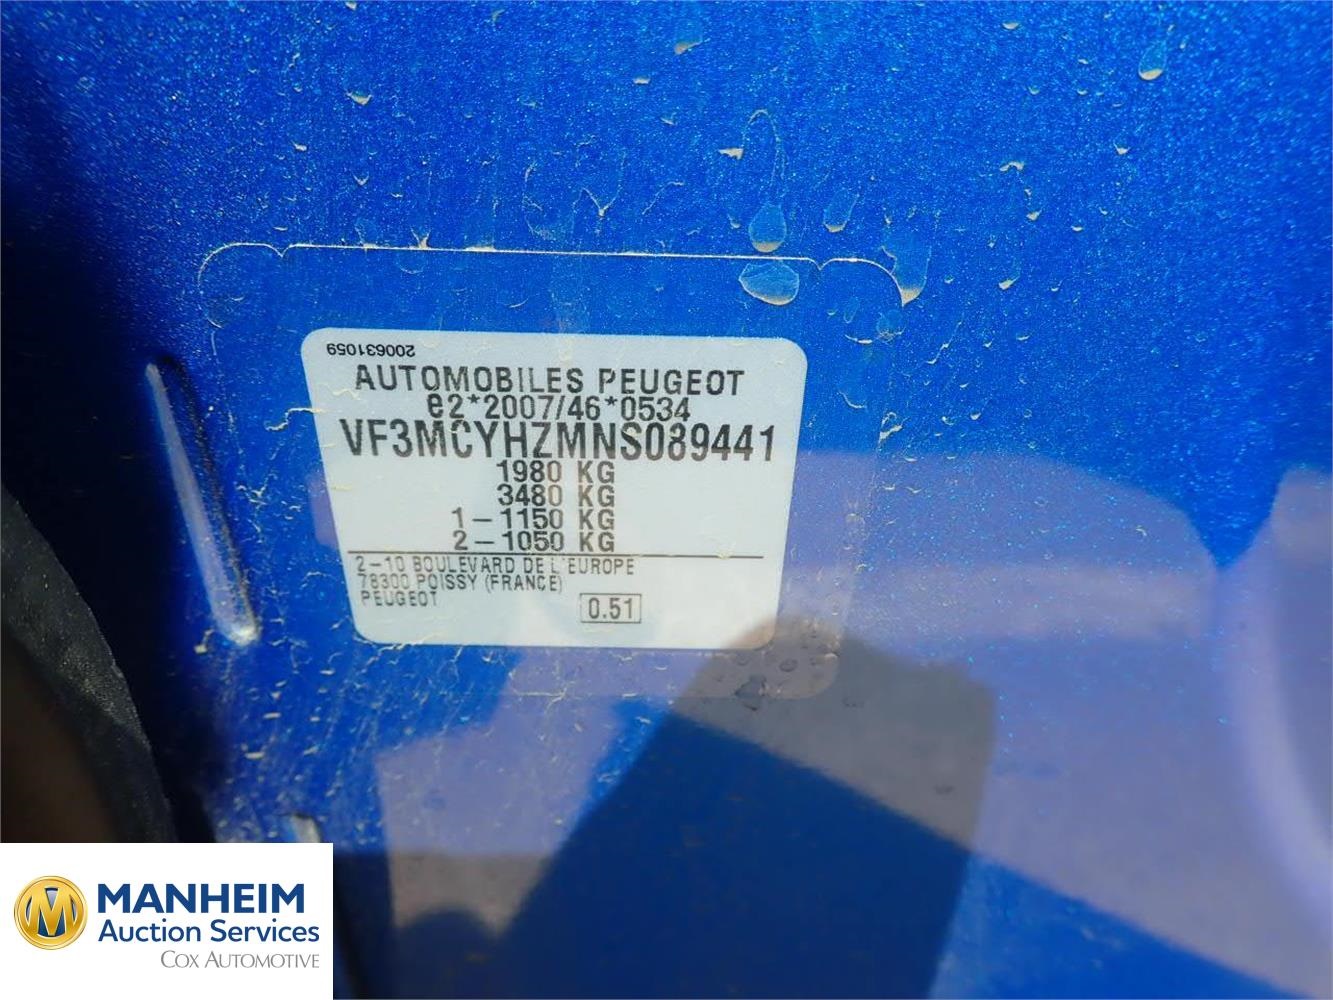 200631059
AUTOMOBILES PEUGEOT
e2*2007/46*0534
VF3MCYHZMNS089441
1980 KG
3480 KG
1-1150 KG
2-1050 KG
2-10 BOULEVARD DE L'EUROPE
78300 POISSY (FRANCE)
PEUGEOT
0.51
MANHEIM
Auction Services
COX AUTOMOTIVE